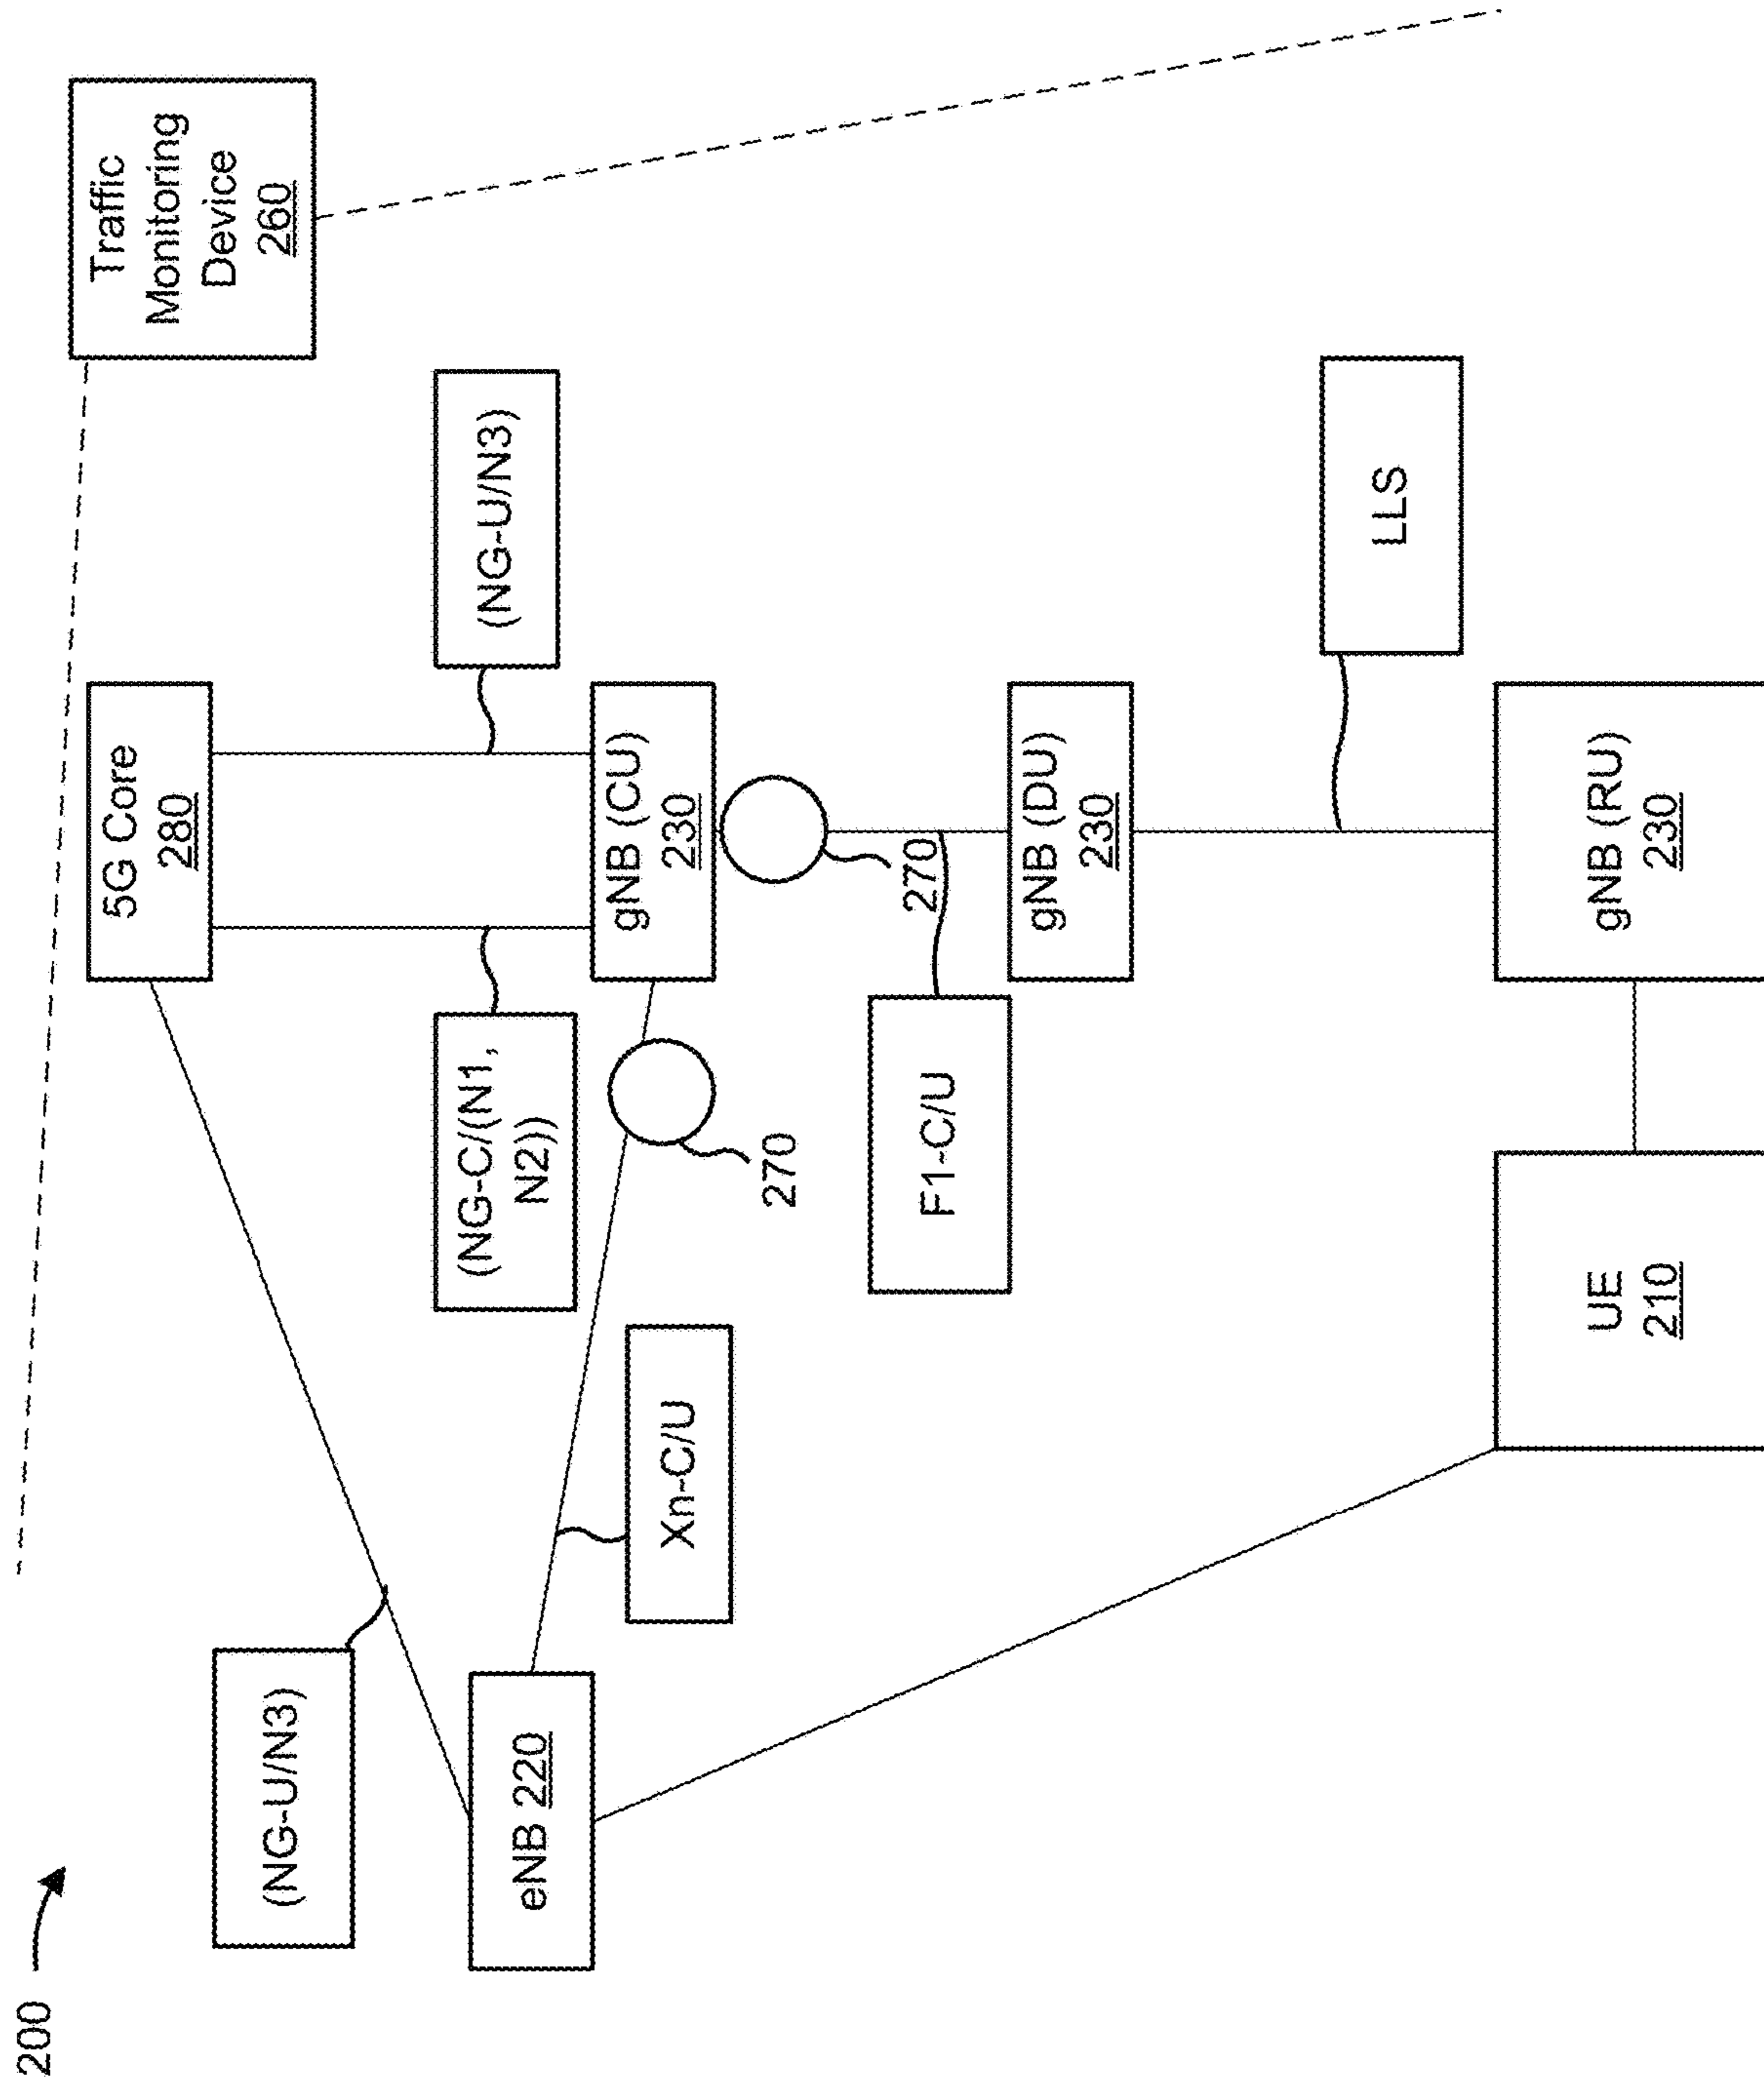 200
Traffic
Monitoring
Device
260
5G Core
280
(NG-U/N3)
(NG-C/(N1,
N2))
(NG-U/N3)
eNB 220
Xn-C/U
270
gNB (CU)
230
270
F1-C/U
gNB (DU)
230
LLS
UE
210
gNB (RU)
230